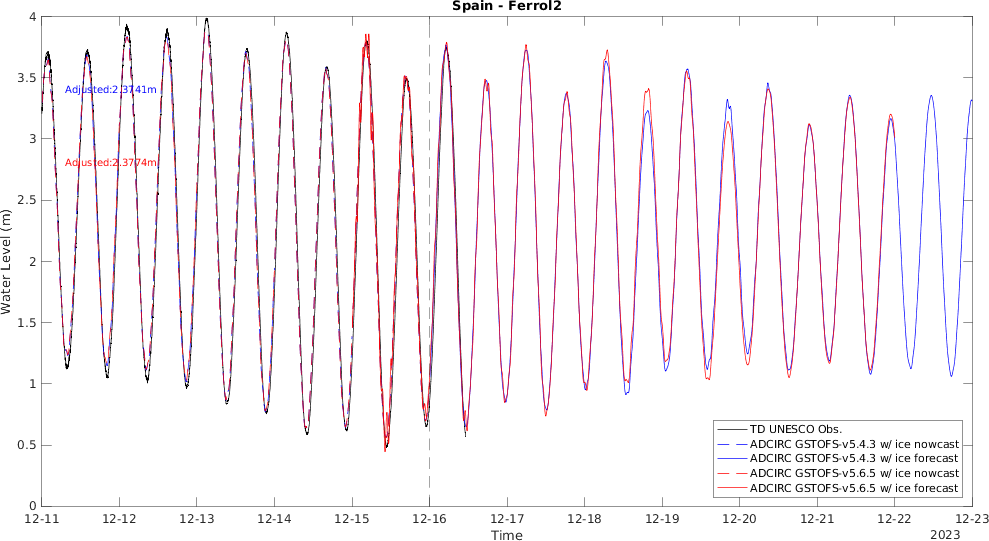 Spain - Ferrol2
Water Level (m)
4
3.5
3
2.5
2
1.5
1
0.5
0
Adjusted:2.3741m
Adjusted:2.3774m
TD UNESCO Obs.
ADCIRC GSTOFS-v5.4.3 w/ ice nowcast
ADCIRC GSTOFS-v5.4.3 w/ ice forecast
ADCIRC GSTOFS-v5.6.5 w/ ice nowcast
ADCIRC GSTOFS-v5.6.5 w/ ice forecast
12-11 12-12 12-13 12-14 12-15 12-16 12-17 12-18 12-19 12-20 12-21 12-22 12-23
Time
2023